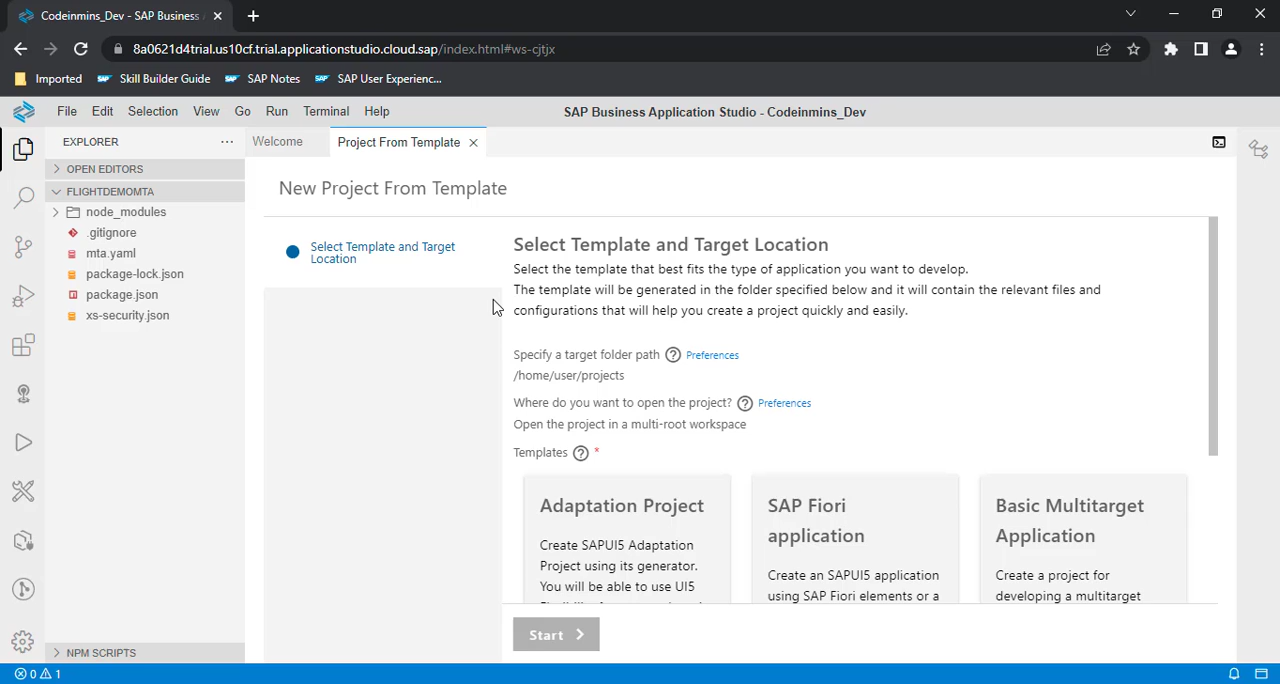 Codeinmins_Dev - SAP Business
8a0621d4trial.us10cf.trial.applicationstudio.cloud.sap/index.html#ws-cjtjx
Imported SAP Skill Builder Guide SAP SAP Notes SAP SAP User Experienc...
File Edit Selection View Go Run Terminal Help SAP Business Application Studio - Codeinmins_Dev
EXPLORER ... Welcome Project From Template
OPEN EDITORS
FLIGHTDEMOMTA
node_modules
.gitignore
mta.yaml
package-lock.json
package.json
xs-security.json
NPM SCRIPTS
New Project From Template
Select Template and Target
Location
Select Template and Target Location
Select the template that best fits the type of application you want to develop.
The template will be generated in the folder specified below and it will contain the relevant files and
configurations that will help you create a project quickly and easily.
Specify a target folder path ? Preferences
/home/user/projects
Where do you want to open the project? ? Preferences
Open the project in a multi-root workspace
Templates ? *
Adaptation Project
Create SAPUI5 Adaptation
Project using its generator.
You will be able to use UI5
SAP Fiori
application
Create an SAPUI5 application
using SAP Fiori elements or a
Basic Multitarget
Application
Create a project for
developing a multitarget
Start
0 1